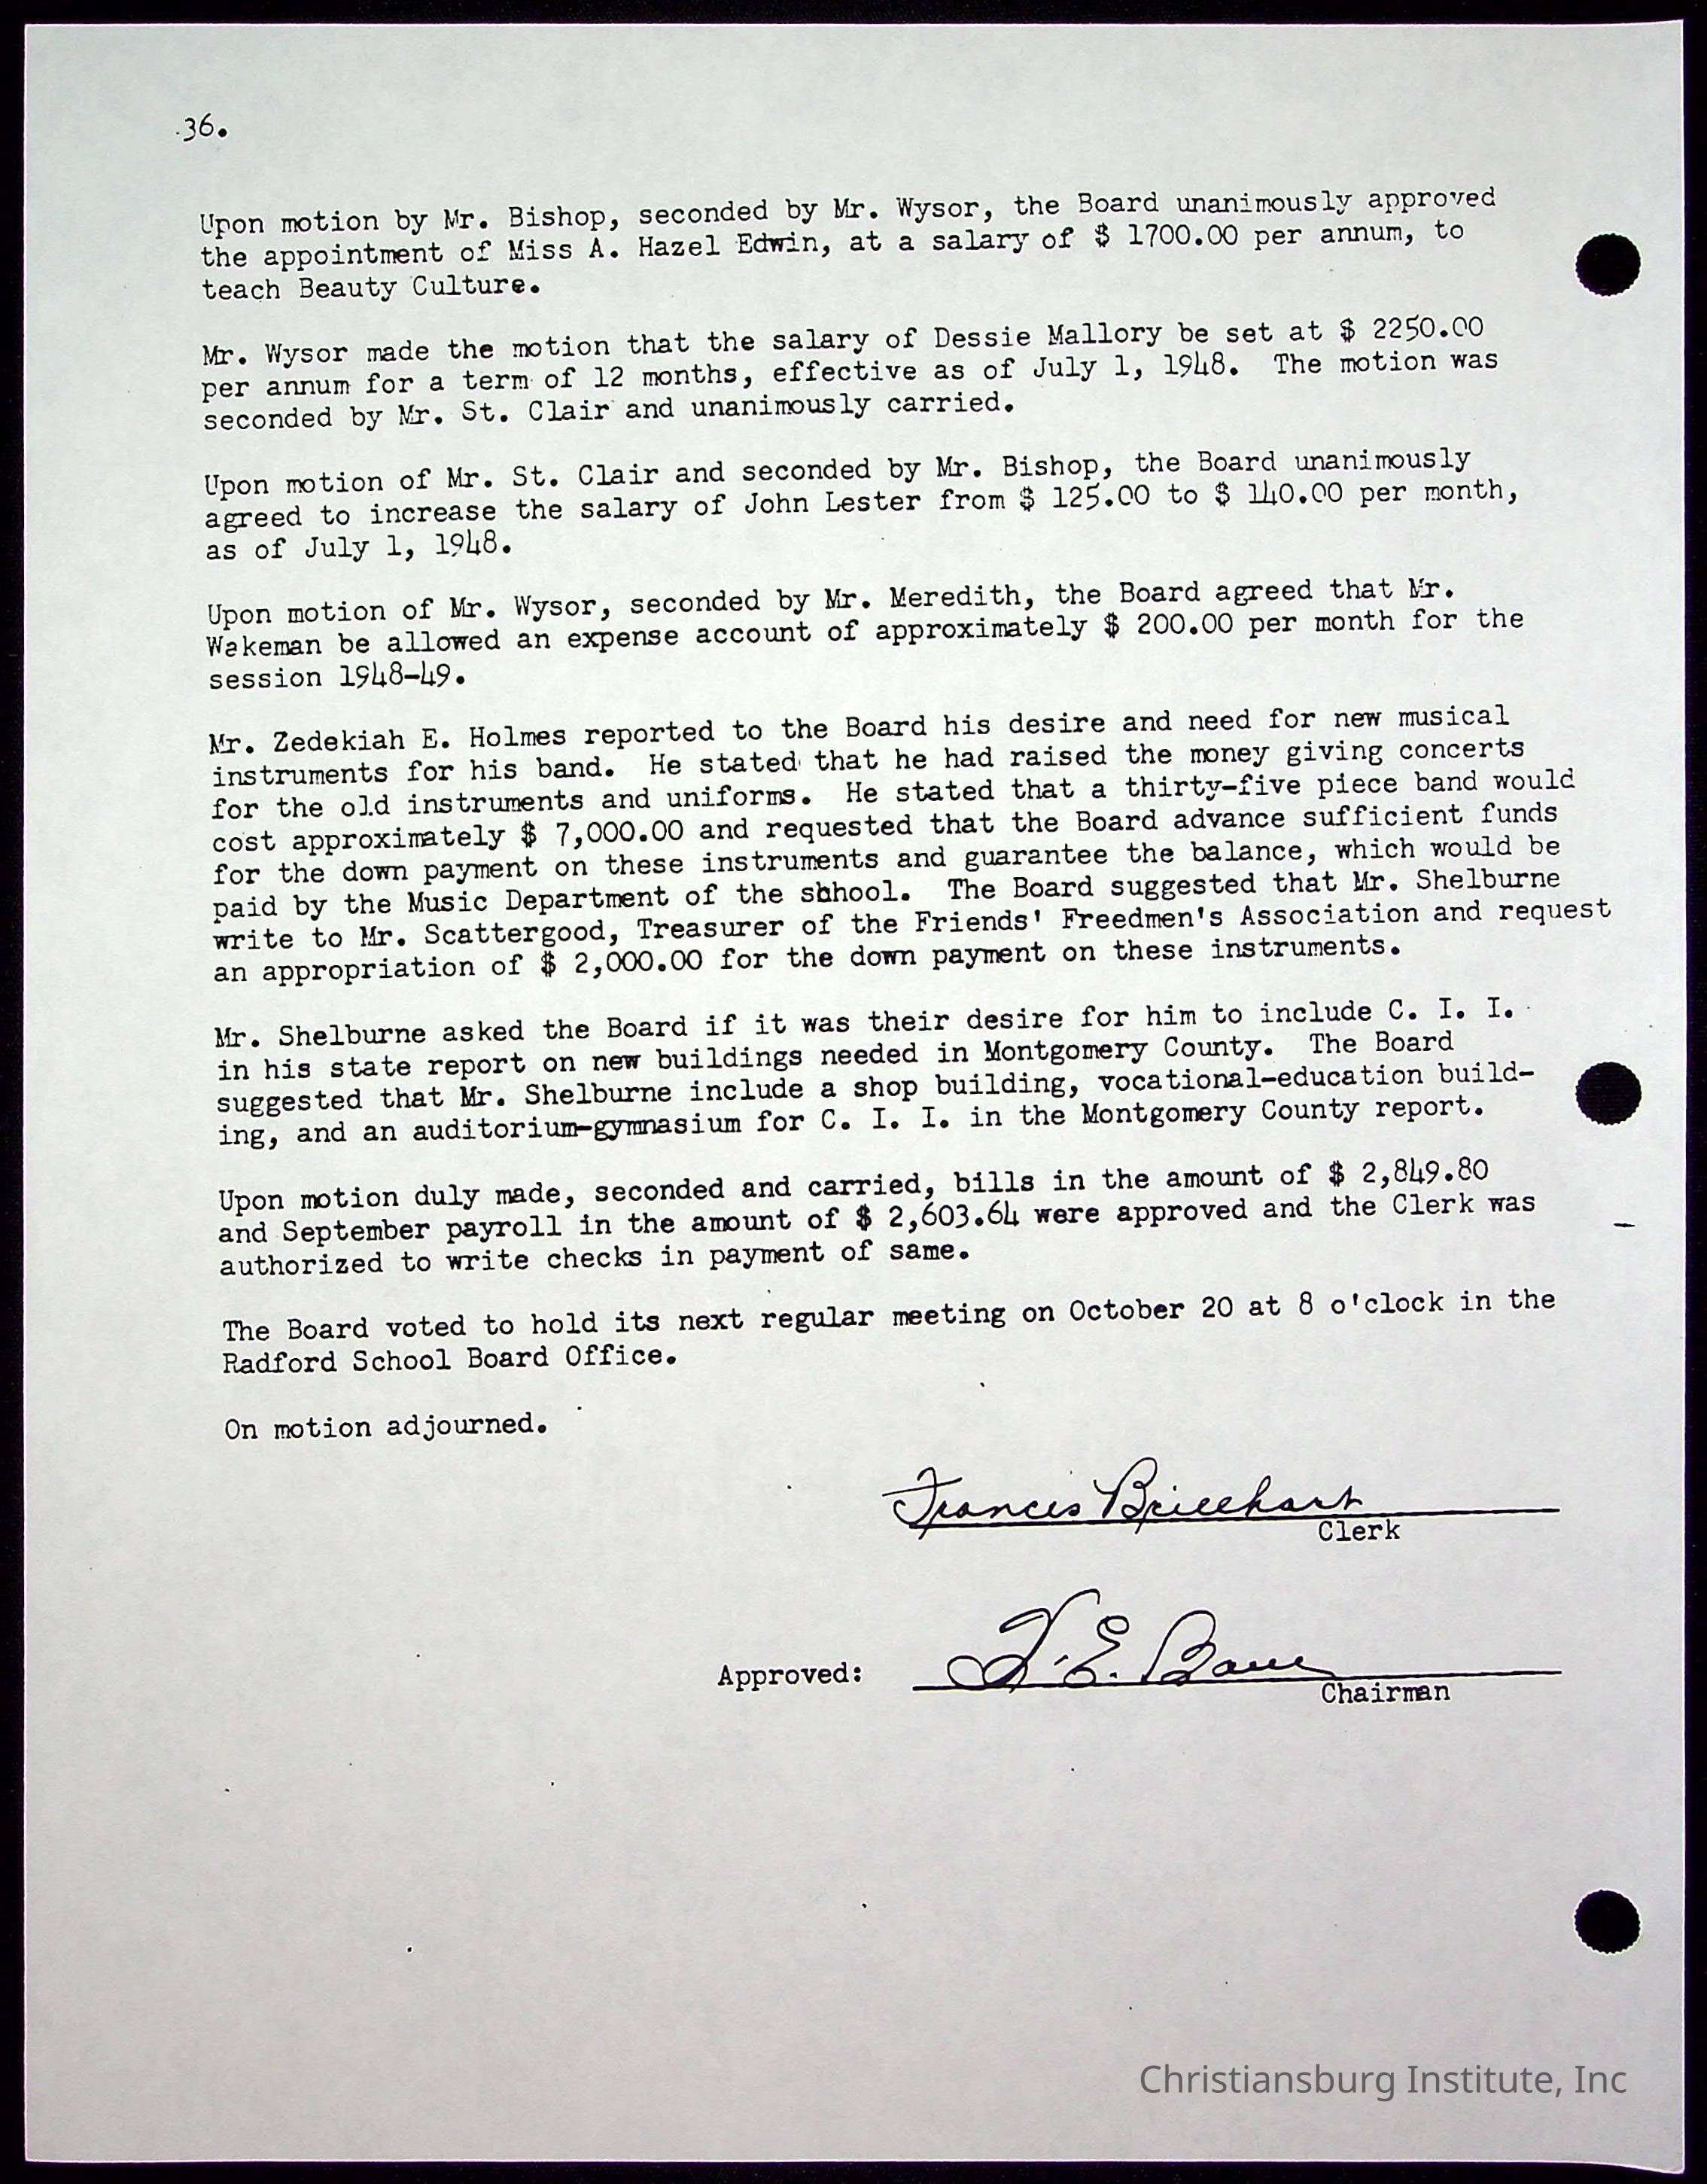 36.
Upon motion by Mr. Bishop, seconded by Mr. Wysor, the Board unanimously approved
the appointment of Miss A. Hazel Edwin, at a salary of $ 1700.00 per annum, to
teach Beauty Culture.
Mr. Wysor made the motion that the salary of Dessie Mallory be set at $ 2250.00
per annum for a term of 12 months, effective as of July 1, 1948. The motion was
seconded by Mr. St. Clair and unanimously carried.
Upon motion of Mr. St. Clair and seconded by Mr. Bishop, the Board unanimously
agreed to increase the salary of John Lester from $ 125.00 to $ 140.00 per month,
as of July 1, 1948.
Upon motion of Mr. Wysor, seconded by Mr. Meredith, the Board agreed that Mr.
Wakeman be allowed an expense account of approximately $ 200.00 per month for the
session 1948-49.
Mr. Zedekiah E. Holmes reported to the Board his desire and need for new musical
instruments for his band. He stated that he had raised the money giving concerts
for the old instruments and uniforms. He stated that a thirty-five piece band would
cost approximately $ 7,000.00 and requested that the Board advance sufficient funds
for the down payment on these instruments and guarantee the balance, which would be
paid by the Music Department of the shhool. The Board suggested that Mr. Shelburne
write to Mr. Scattergood, Treasurer of the Friends' Freedmen's Association and request
an appropriation of $ 2,000.00 for the down payment on these instruments.
Mr. Shelburne asked the Board if it was their desire for him to include C. I. I.
in his state report on new buildings needed in Montgomery County. The Board
suggested that Mr. Shelburne include a shop building, vocational-education build-
ing, and an auditorium-gymnasium for C. I. I. in the Montgomery County report.
Upon motion duly made, seconded and carried, bills in the amount of $ 2,849.80
and September payroll in the amount of $ 2,603.64 were approved and the Clerk was
authorized to write checks in payment of same.
The Board voted to hold its next regular meeting on October 20 at 8 o'clock in the
Radford School Board Office.
On motion adjourned.
Frances Brillhart
Clerk
Approved:
E.
Chairman
Christiansburg Institute, Inc